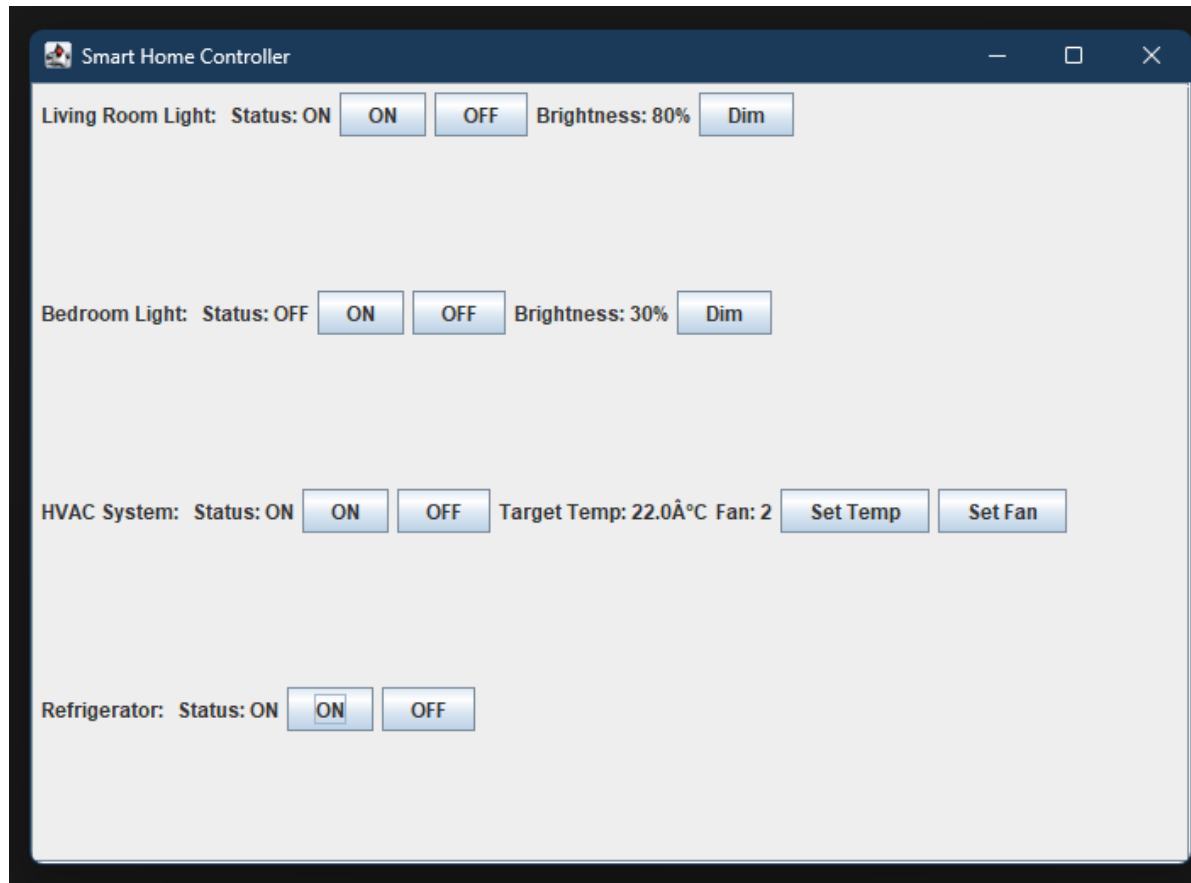 Smart Home Controller
Living Room Light: Status: ON ON OFF Brightness: 80% Dim
Bedroom Light: Status: OFF ON OFF Brightness: 30% Dim
HVAC System: Status: ON ON OFF Target Temp: 22.0°C Fan: 2 Set Temp Set Fan
Refrigerator: Status: ON ON OFF